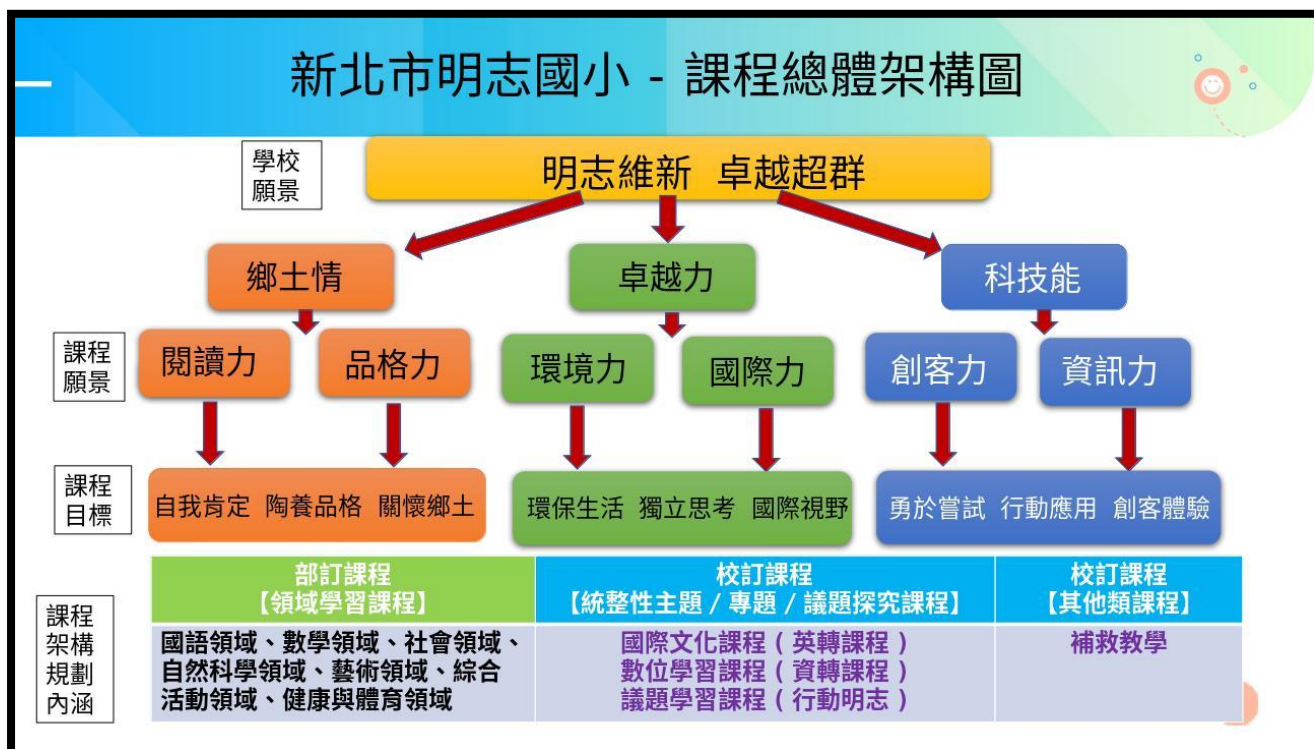 新北市明志國小 - 課程總體架構圖
學校
願景
明志維新 卓越超群
鄉土情
卓越力
科技能
課程
願景
閱讀力
品格力
環境力
國際力
創客力
資訊力
課程
目標
自我肯定 陶養品格 關懷鄉土
環保生活 獨立思考 國際視野
勇於嘗試 行動應用 創客體驗
課程
架構
規劃
內涵
部訂課程
【領域學習課程】
國語領域、數學領域、社會領域、
自然科學領域、藝術領域、綜合
活動領域、健康與體育領域
校訂課程
【統整性主題 / 專題 / 議題探究課程】
國際文化課程 ( 英轉課程 )
數位學習課程 ( 資轉課程 )
議題學習課程 ( 行動明志 )
校訂課程
【其他類課程】
補救教學